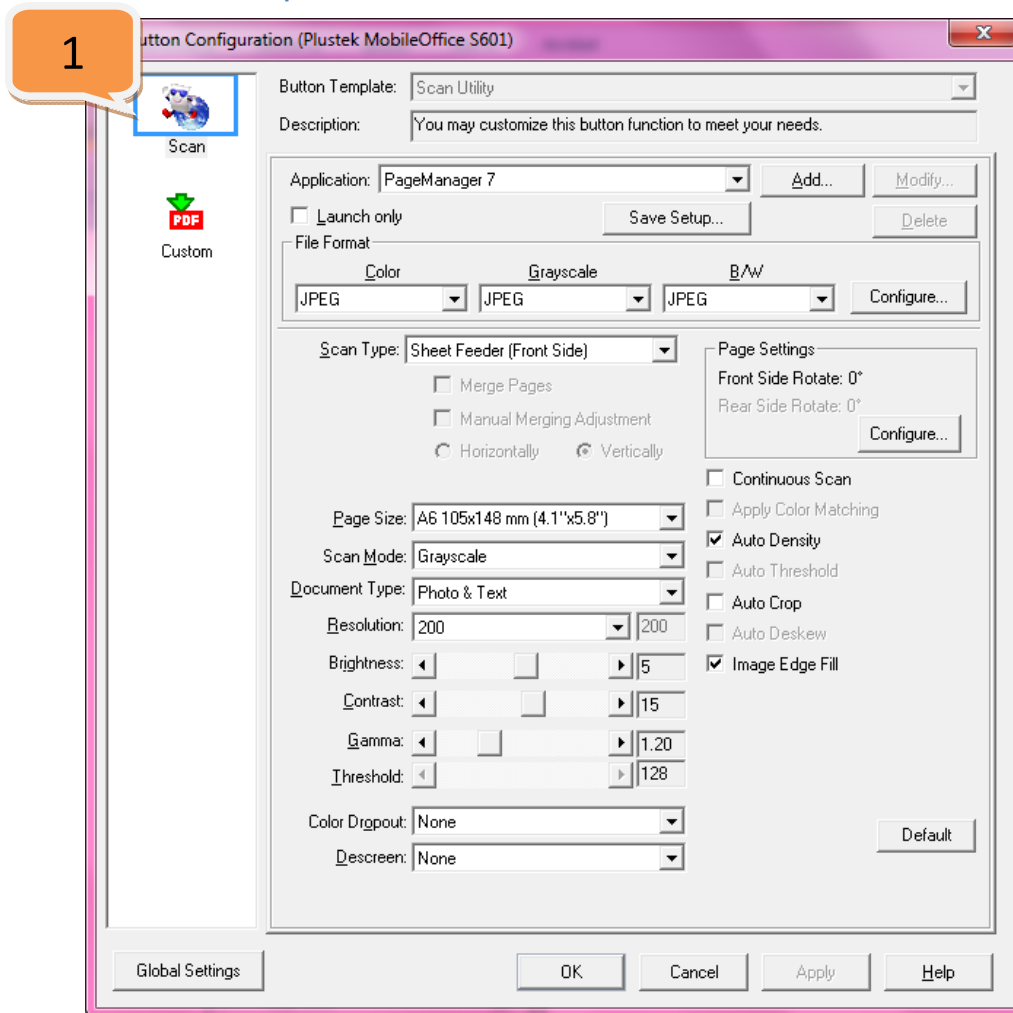 1
utton Configuration (Plustek MobileOffice S601)
x
Scan
PDF
Custom
Button Template: Scan Utility
Description: You may customize this button function to meet your needs.
Application: PageManager 7 Add... Modify...
Launch only Save Setup... Delete
File Format
Color Grayscale B/W
JPEG JPEG JPEG Configure...
Scan Type: Sheet Feeder (Front Side)
Merge Pages
Manual Merging Adjustment
Horizontally Vertically
Page Settings
Front Side Rotate: 0°
Rear Side Rotate: 0°
Configure...
Continuous Scan
Apply Color Matching
Auto Density
Auto Threshold
Auto Crop
Auto Deskew
Image Edge Fill
Page Size: A6 105x148 mm (4.1"x5.8")
Scan Mode: Grayscale
Document Type: Photo & Text
Resolution: 200 200
Brightness: 5
Contrast: 15
Gamma: 1.20
Threshold: 128
Color Dropout: None
Descreen: None
Default
Global Settings OK Cancel Apply Help